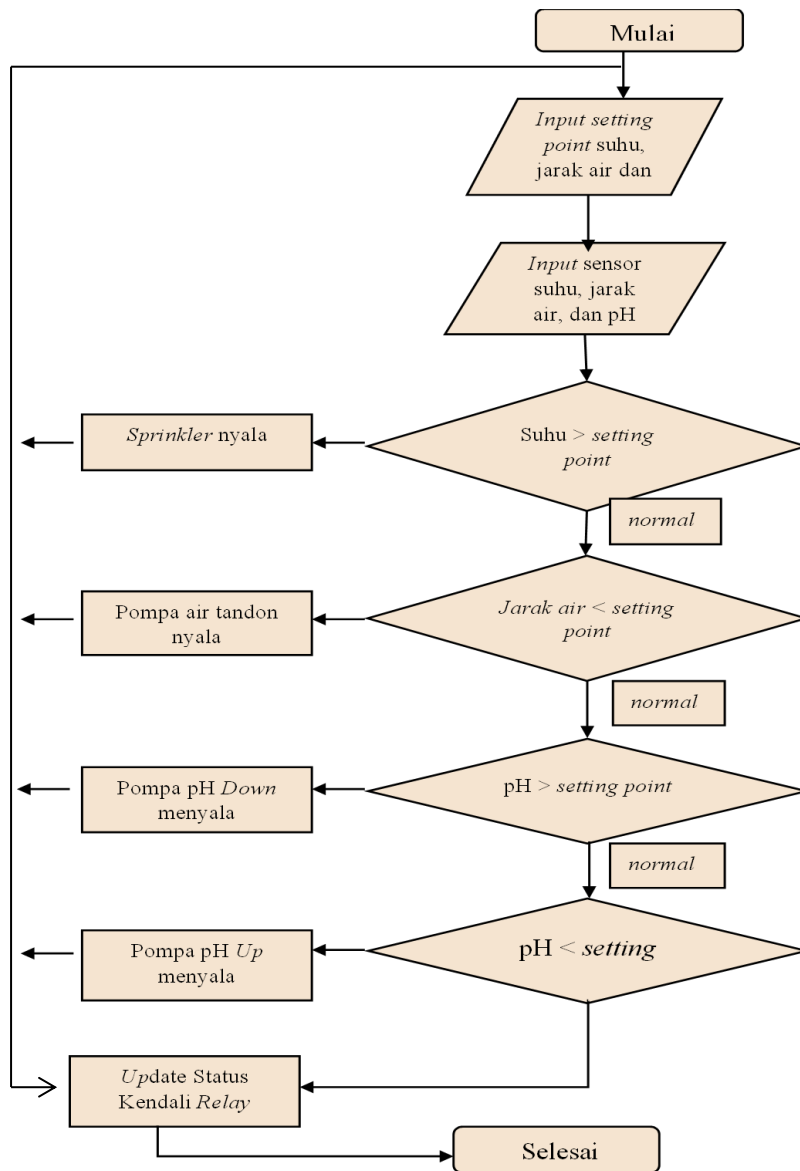 Mulai
Input setting
point suhu,
jarak air dan
Input sensor
suhu, jarak
air, dan pH
Suhu > setting
point
Sprinkler nyala
normal
Jarak air < setting
point
Pompa air tandon
nyala
normal
pH > setting point
Pompa pH Down
menyala
normal
pH < setting
Pompa pH Up
menyala
Update Status
Kendali Relay
Selesai